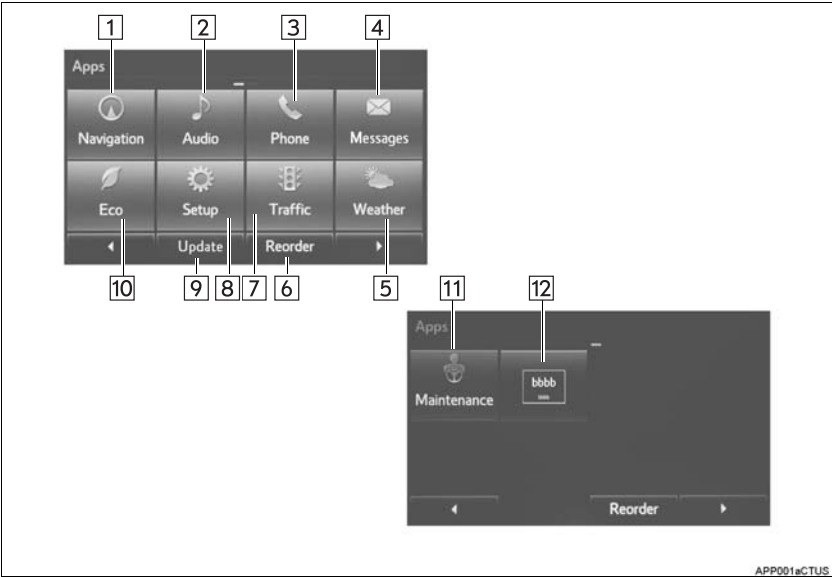 1 2 3 4
Apps
Navigation Audio Phone Messages
Eco Setup Traffic Weather
Update Reorder
10 9 8 7 6 5 11 12
Apps
bbbb
Maintenance
Reorder
APP001aCTUS